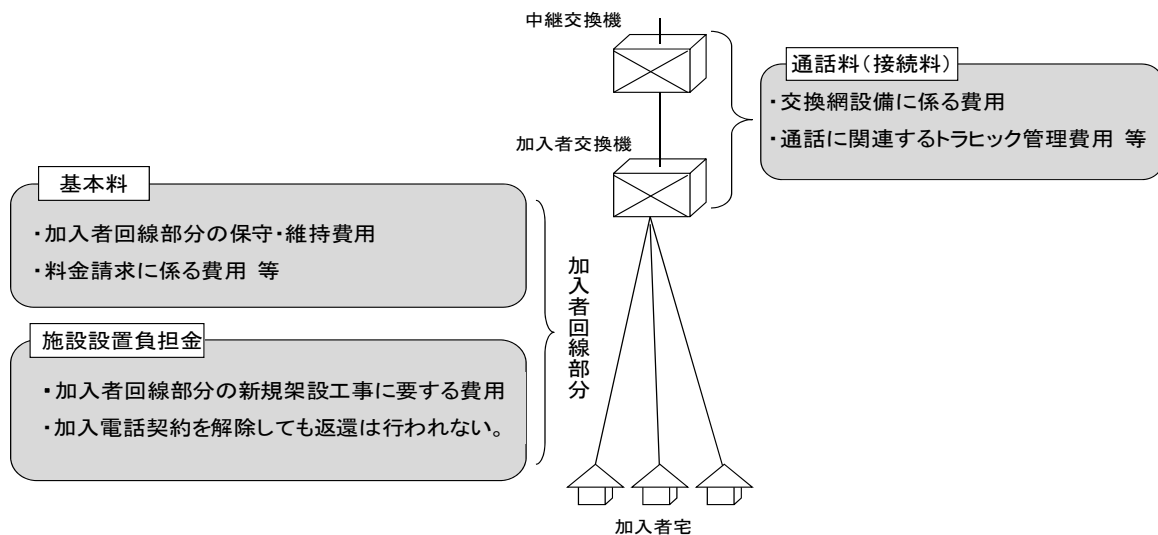 中継交換機
通話料(接続料)
・交換網設備に係る費用
・通話に関連するトラヒック管理費用 等
加入者交換機
基本料
・加入者回線部分の保守・維持費用
・料金請求に係る費用 等
加入者回線部分
施設設置負担金
・加入者回線部分の新規架設工事に要する費用
・加入電話契約を解除しても返還は行われない。
加入者宅